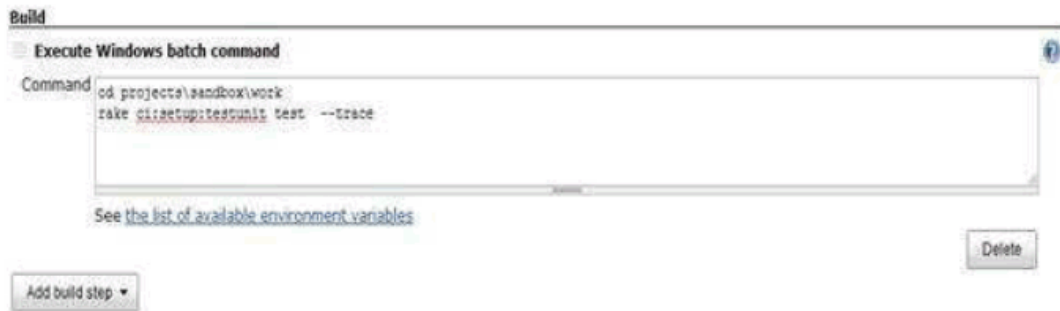 Build
Execute Windows batch command
Command
cd projects\sandbox\work
rake ci:setup:testunit test --trace
See the list of available environment variables
Delete
Add build step